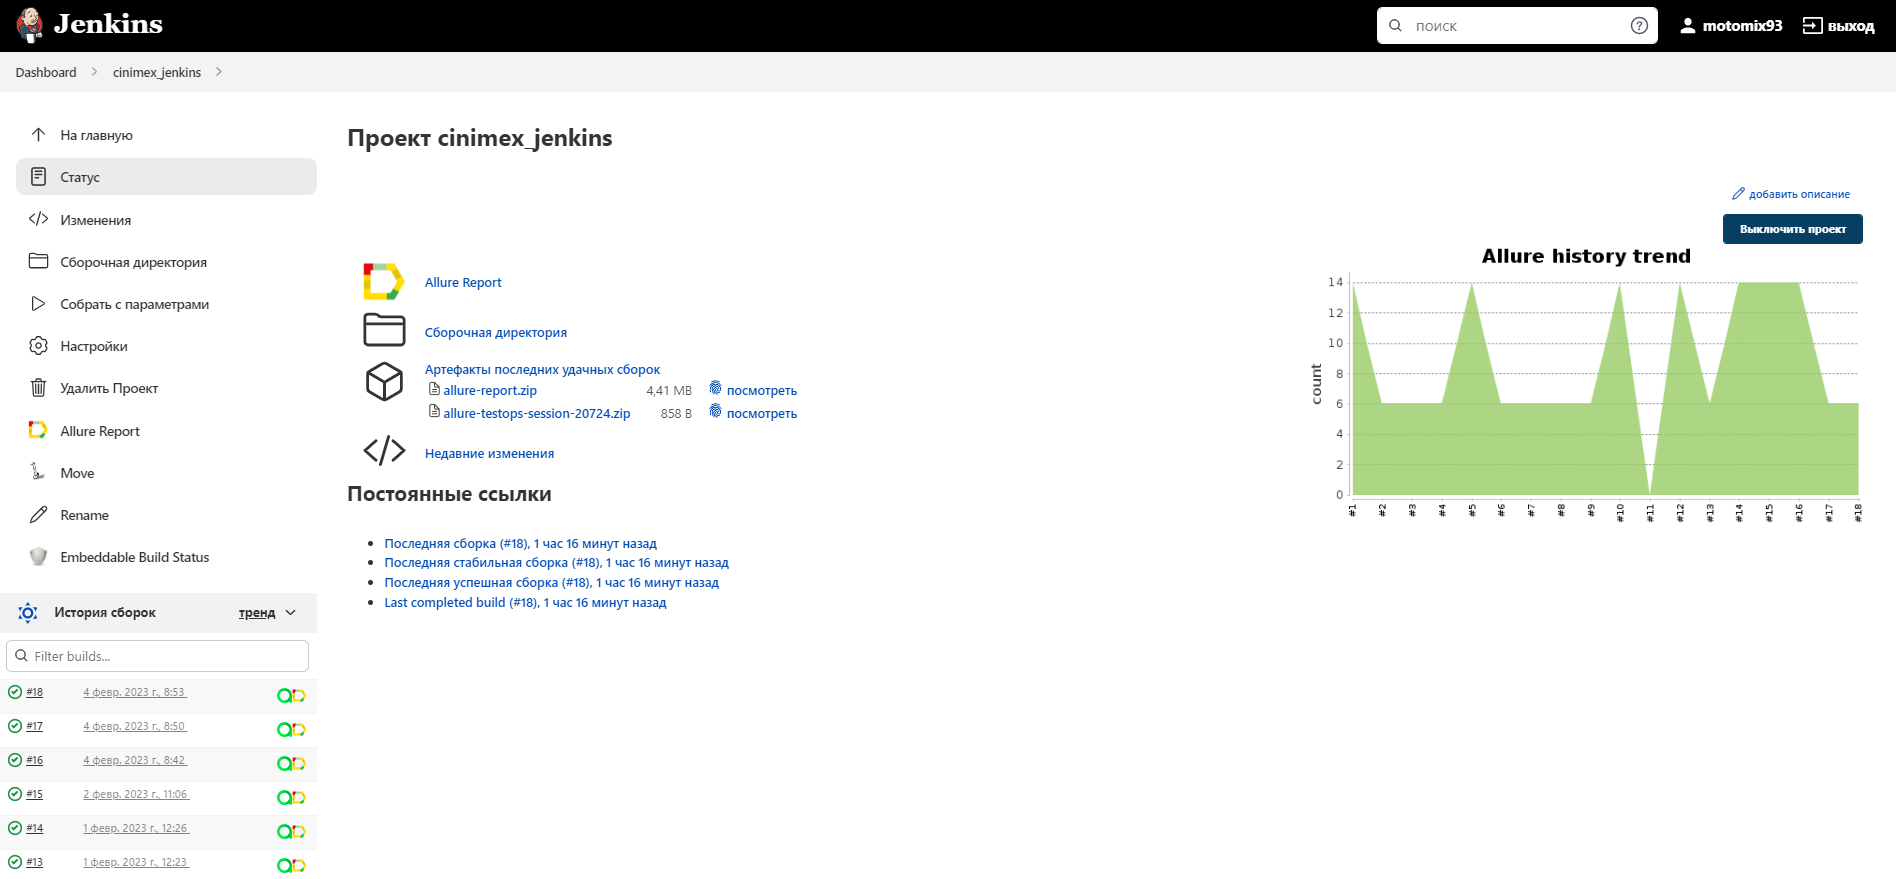 Jenkins
поиск
motomix93
выход
Dashboard
cinimex_jenkins
На главную
Статус
Изменения
Сборочная директория
Собрать с параметрами
Настройки
Удалить Проект
Allure Report
Move
Rename
Embeddable Build Status
История сборок тренд
Filter builds...
#18 4 февр. 2023 г., 8:53
#17 4 февр. 2023 г., 8:50
#16 4 февр. 2023 г., 8:42
#15 2 февр. 2023 г., 11:06
#14 1 февр. 2023 г., 12:26
#13 1 февр. 2023 г., 12:23
Проект cinimex_jenkins
добавить описание
Выключить проект
Allure Report
Сборочная директория
Артефакты последних удачных сборок
allure-report.zip 4,41 MB посмотреть
allure-testops-session-20724.zip 858 B посмотреть
Недавние изменения
Постоянные ссылки
Последняя сборка (#18), 1 час 16 минут назад
Последняя стабильная сборка (#18), 1 час 16 минут назад
Последняя успешная сборка (#18), 1 час 16 минут назад
Last completed build (#18), 1 час 16 минут назад
Allure history trend
count
14
12
10
8
6
4
2
0
#1 #2 #3 #4 #5 #6 #7 #8 #9 #10 #11 #12 #13 #14 #15 #16 #17 #18